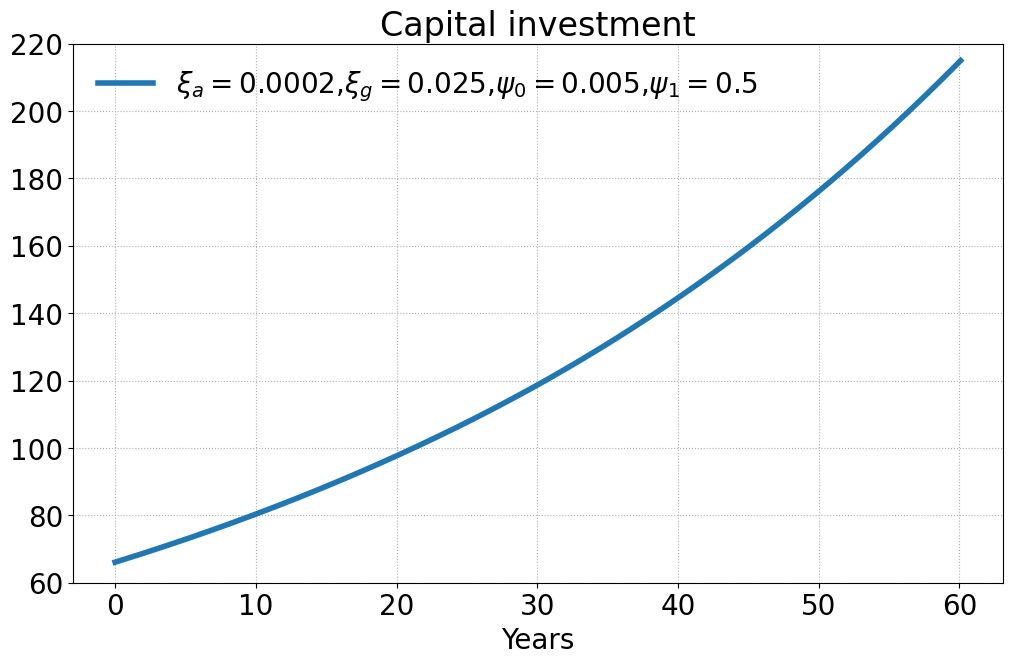 Capital investment
ξₐ = 0.0002,ξ_g = 0.025,ψ₀ = 0.005,ψ₁ = 0.5
220
200
180
160
140
120
100
80
60
0 10 20 30 40 50 60
Years